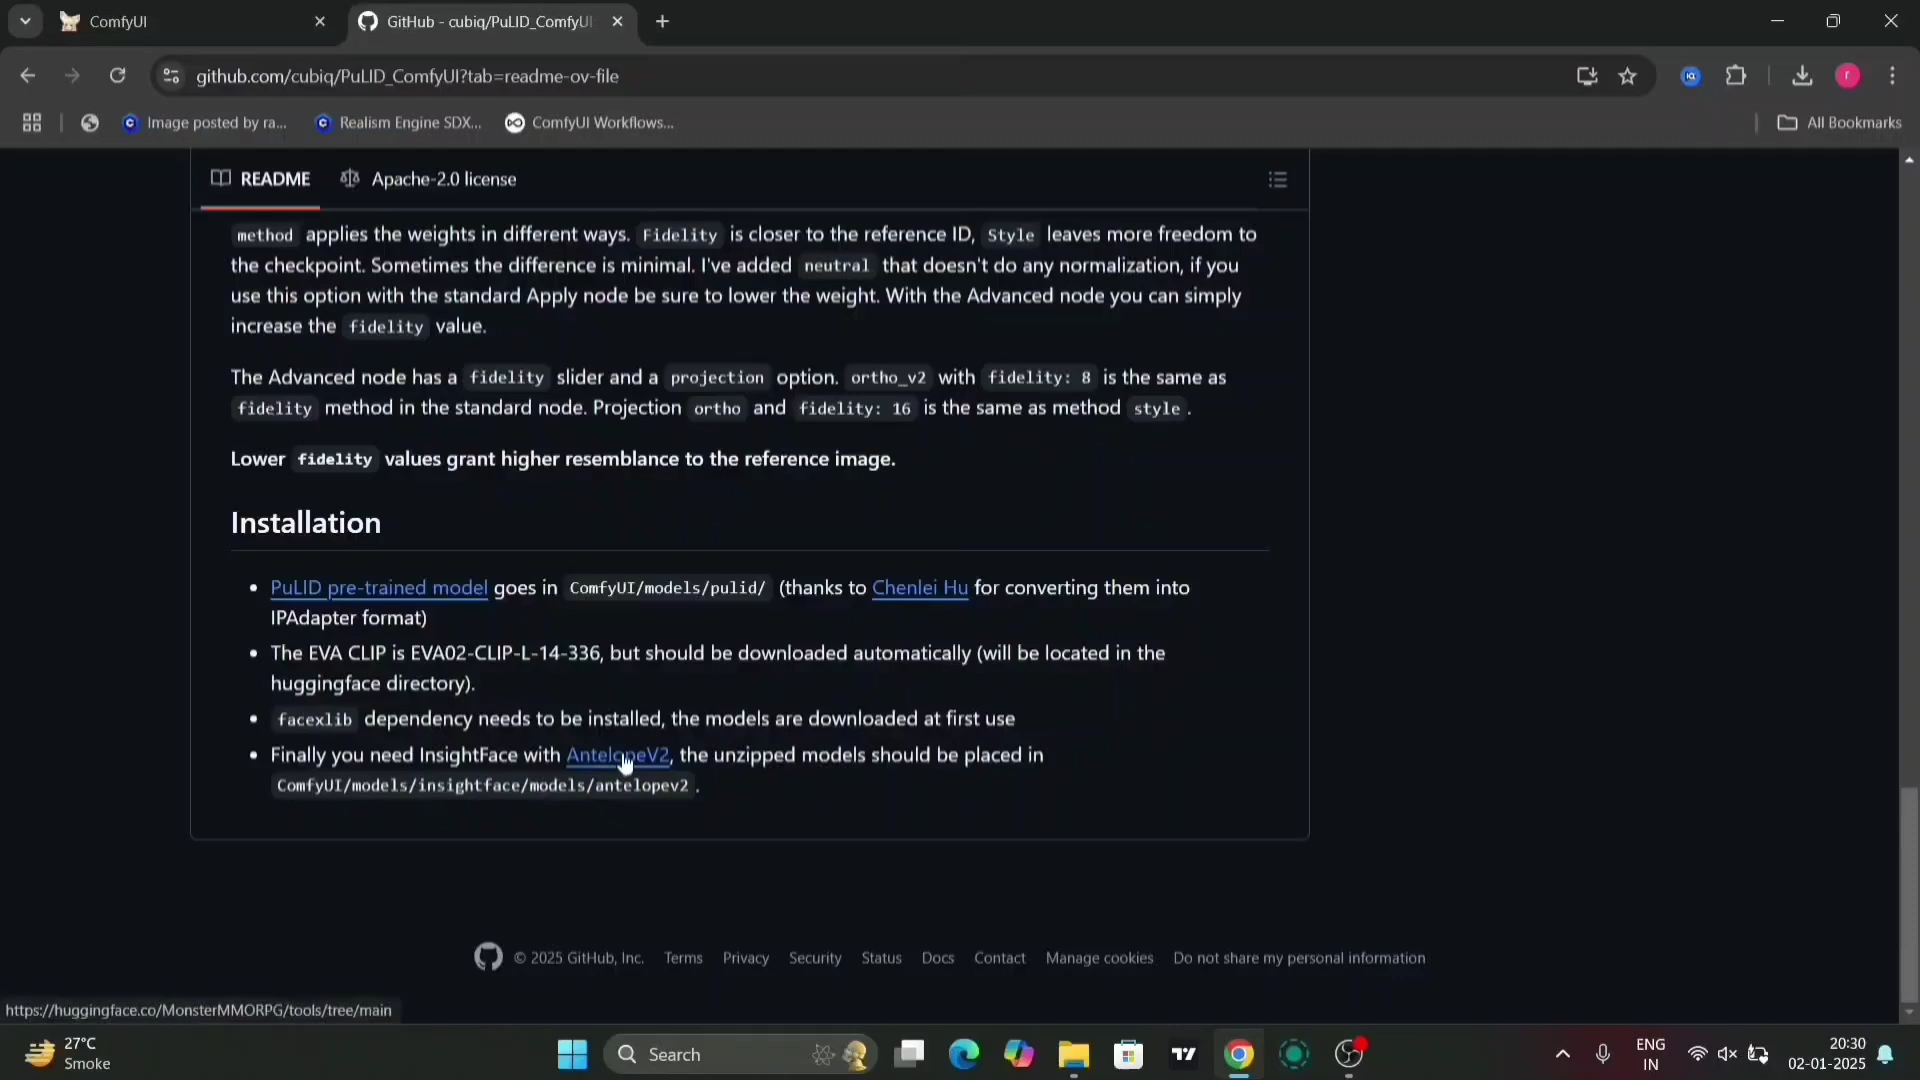 ComfyUI
GitHub - cubiq/PuLID_ComfyUI
github.com/cubiq/PuLID_ComfyUI?tab=readme-ov-file
Image posted by ra...
Realism Engine SDX...
ComfyUI Workflows...
All Bookmarks
README
Apache-2.0 license
method applies the weights in different ways. Fidelity is closer to the reference ID, Style leaves more freedom to
the checkpoint. Sometimes the difference is minimal. I've added neutral that doesn't do any normalization, if you
use this option with the standard Apply node be sure to lower the weight. With the Advanced node you can simply
increase the fidelity value.
The Advanced node has a fidelity slider and a projection option. ortho_v2 with fidelity: 8 is the same as
fidelity method in the standard node. Projection ortho and fidelity: 16 is the same as method style.
Lower fidelity values grant higher resemblance to the reference image.
Installation
• PuLID pre-trained model goes in ComfyUI/models/pulid/ (thanks to Chenlei Hu for converting them into
IPAdapter format)
• The EVA CLIP is EVA02-CLIP-L-14-336, but should be downloaded automatically (will be located in the
huggingface directory).
• facexlib dependency needs to be installed, the models are downloaded at first use
• Finally you need InsightFace with AntelopeV2, the unzipped models should be placed in
ComfyUI/models/insightface/models/antelopev2.
© 2025 GitHub, Inc. Terms Privacy Security Status Docs Contact Manage cookies Do not share my personal information
https://huggingface.co/MonsterMMORPG/tools/tree/main
27°C
Smoke
Search
ENG
IN
20:30
02-01-2025